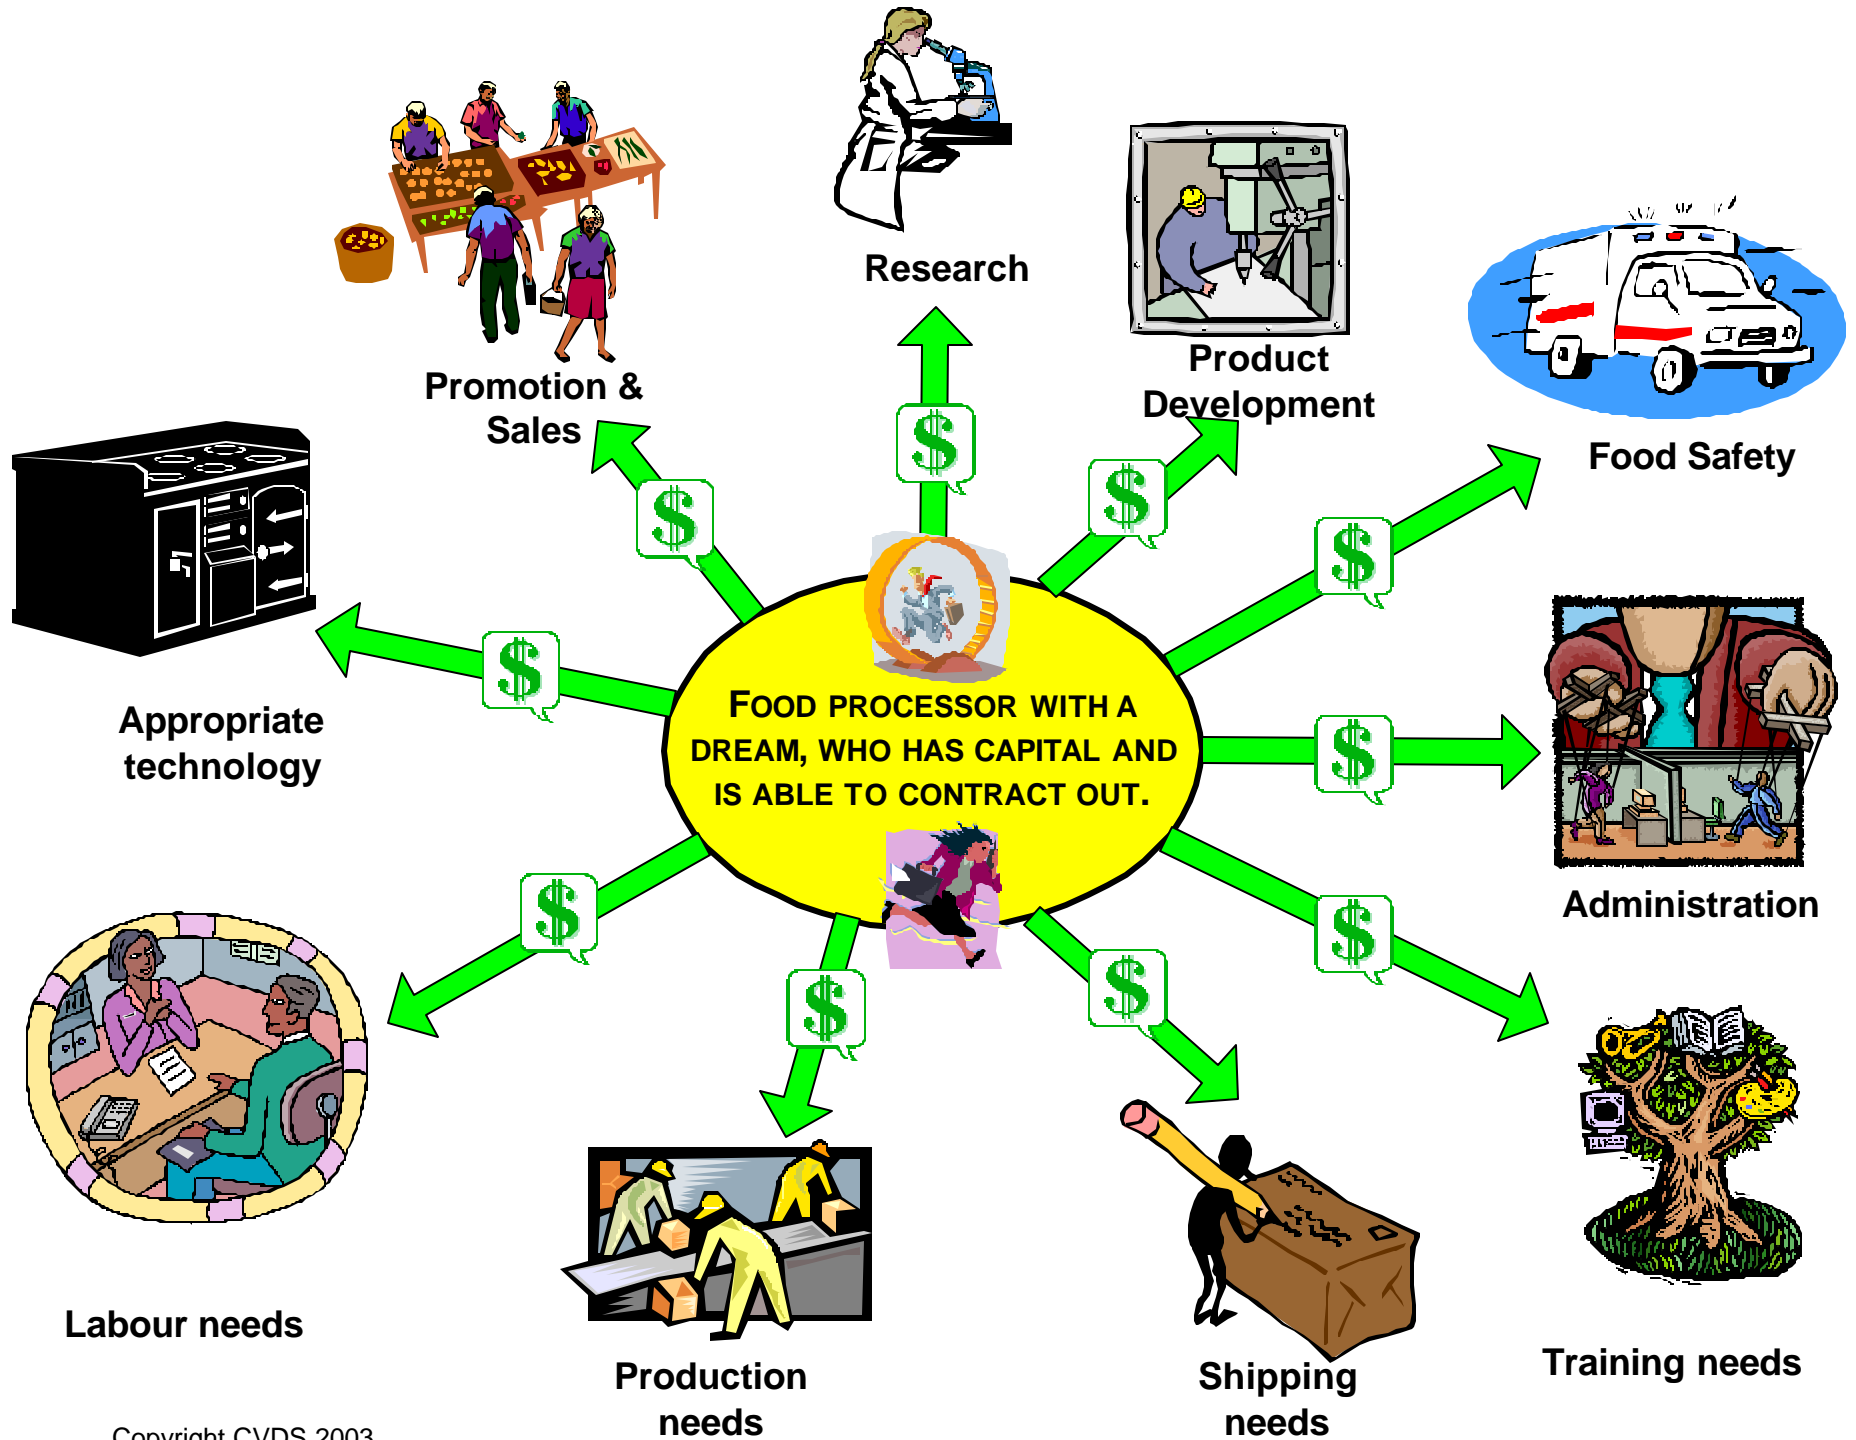 Research
Product
Development
Promotion &
Sales
Food Safety
$
$
$
$
$
$
$
$
$
$
Appropriate
technology
FOOD PROCESSOR WITH A
DREAM, WHO HAS CAPITAL AND
IS ABLE TO CONTRACT OUT.
Administration
Labour needs
Production
needs
Shipping
needs
Training needs
Copyright CVDS 2003